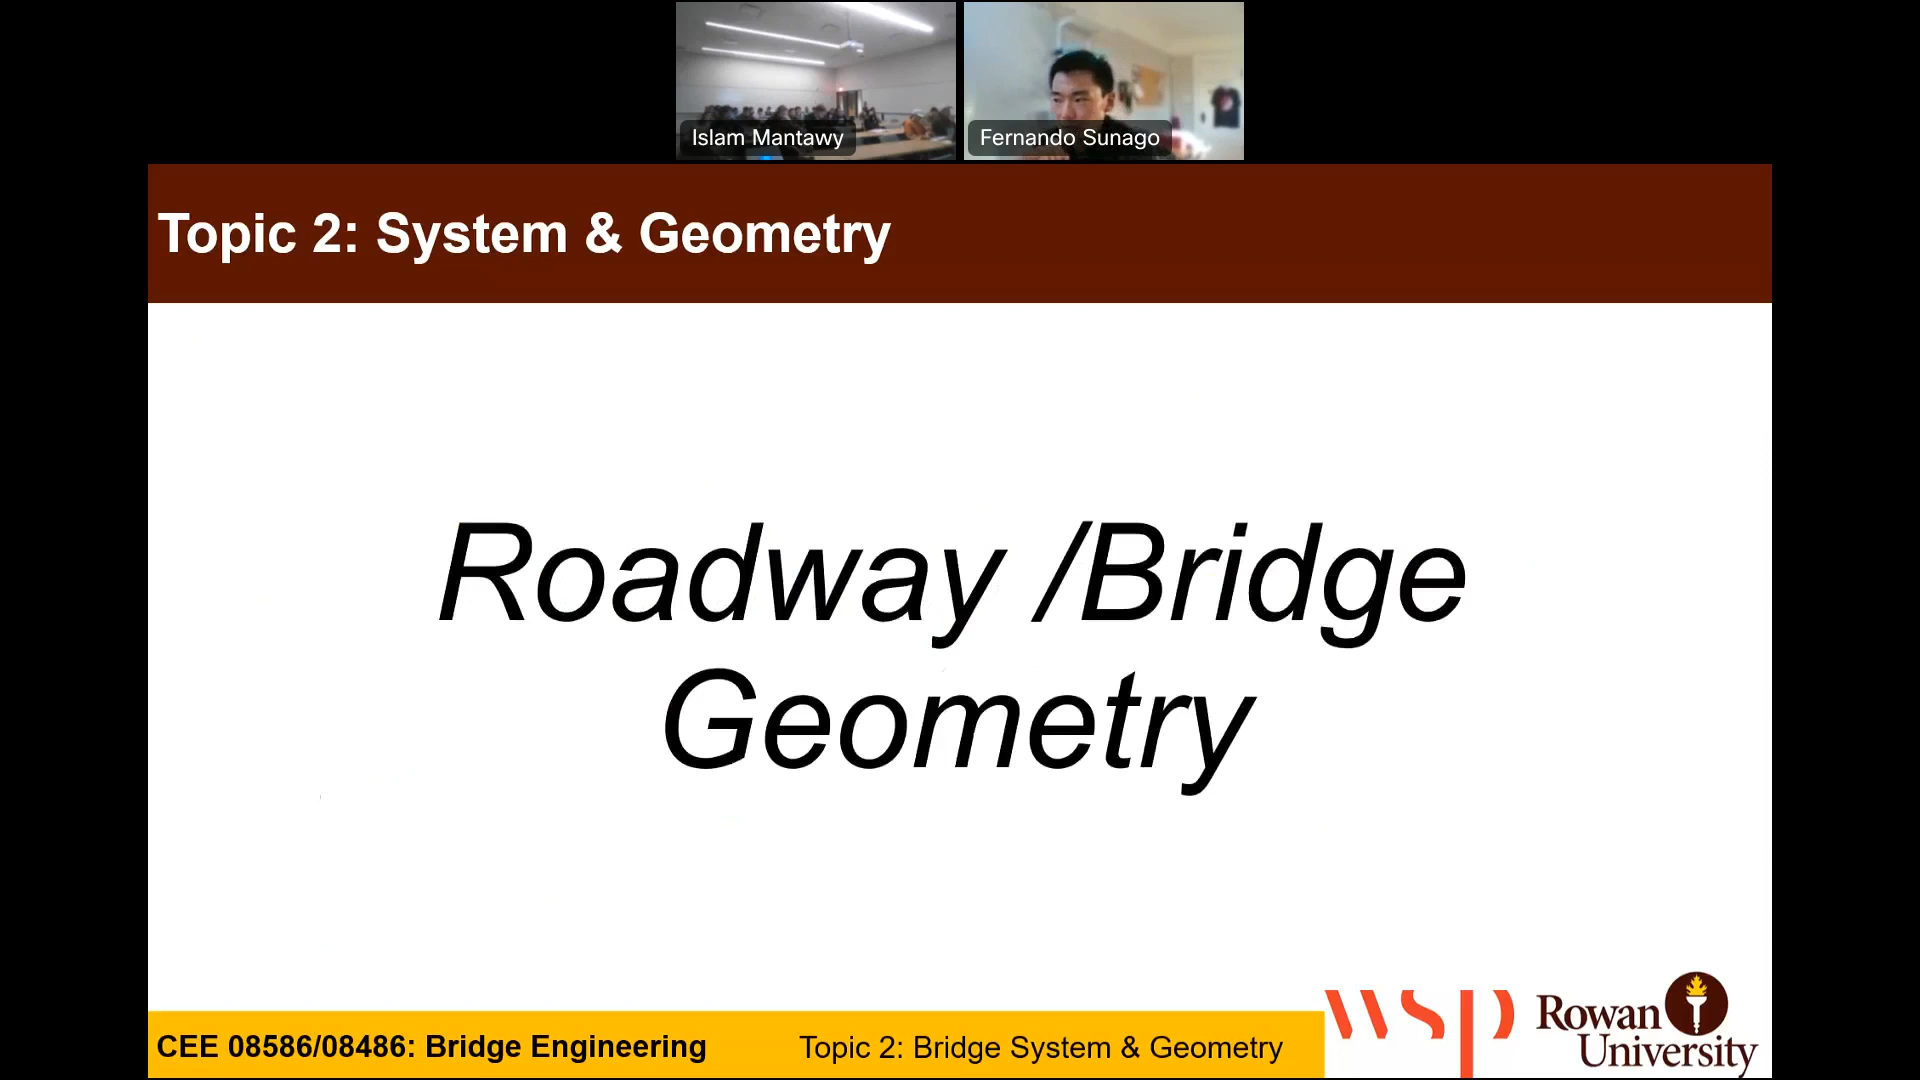 Islam Mantawy
Fernando Sunago
Topic 2: System & Geometry
Roadway /Bridge
Geometry
CEE 08586/08486: Bridge Engineering
Topic 2: Bridge System & Geometry
wsp
Rowan
University